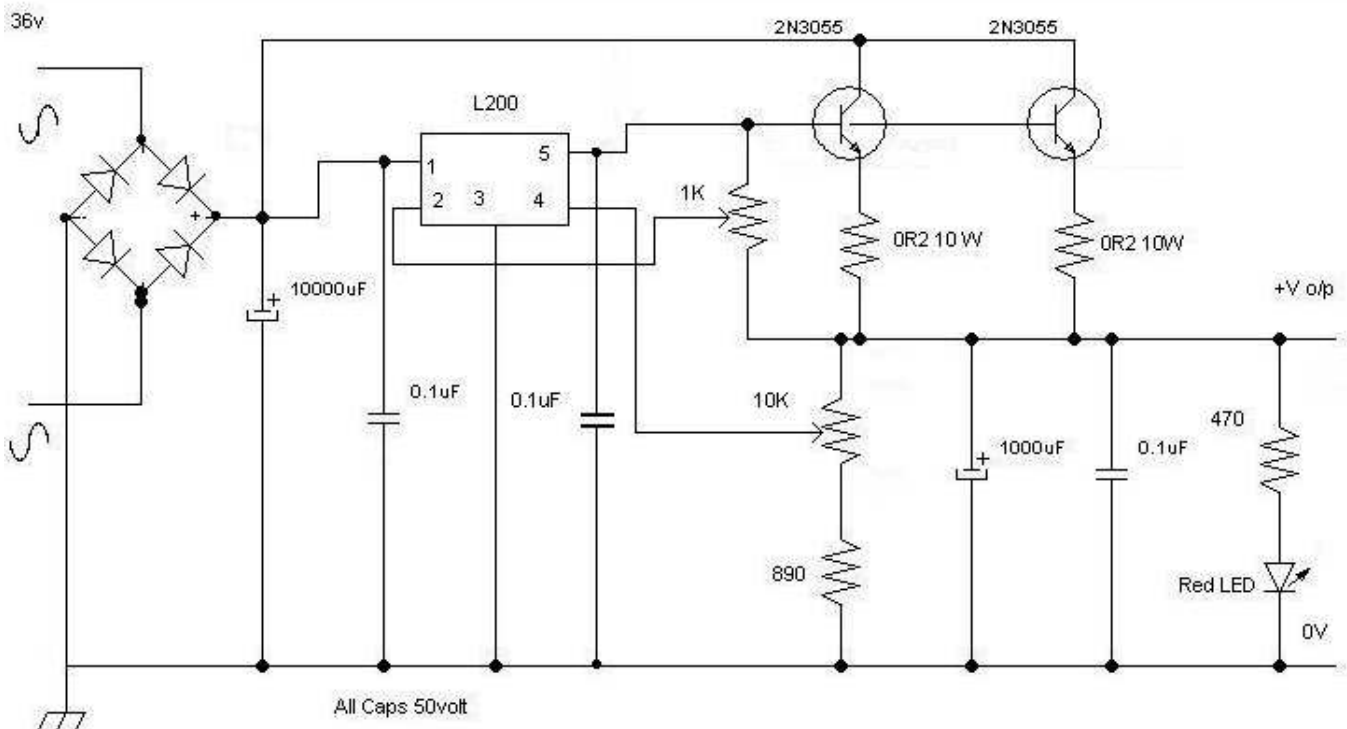 36v
2N3055
2N3055
L200
1
5
2
3
4
1K
0R2 10 W
0R2 10W
- +
+
10000uF
+V o/p
0.1uF
0.1uF
10K
+
1000uF
0.1uF
470
890
Red LED
0V
All Caps 50volt